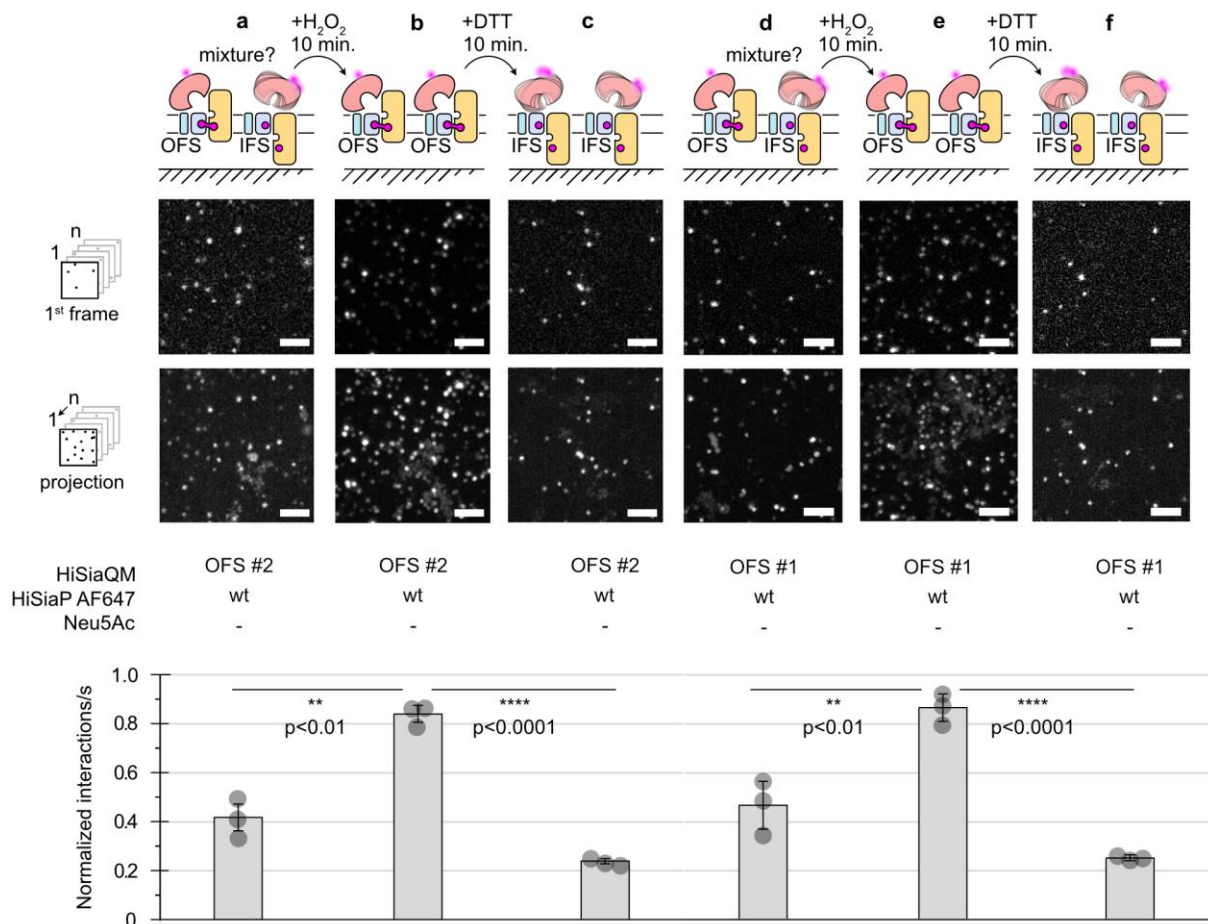 a +H2O2 10 min. b +DTT 10 min. c d +H2O2 10 min. e +DTT 10 min. f
mixture? mixture?
OFS IFS OFS OFS IFS IFS OFS IFS OFS OFS IFS IFS
n
1
1st frame
n
1
projection
HiSiaQM OFS #2 OFS #2 OFS #2 OFS #1 OFS #1 OFS #1
HiSiaP AF647 wt wt wt wt wt wt
Neu5Ac - - - - - -
Normalized interactions/s
1.0
0.8
0.6
0.4
0.2
0
** **** ** ****
p<0.01 p<0.0001 p<0.01 p<0.0001